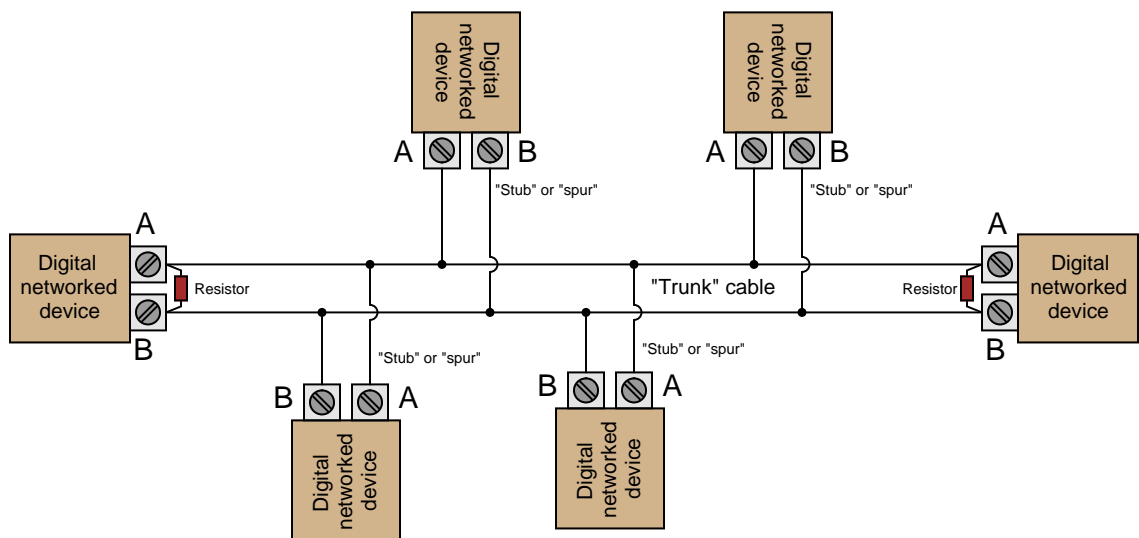 Digital
networked
device
A
B
"Stub" or "spur"
Digital
networked
device
A
B
"Stub" or "spur"
A
Digital
networked
device
Resistor
B
"Trunk" cable
A
Resistor
Digital
networked
device
B
"Stub" or "spur"
B
A
Digital
networked
device
"Stub" or "spur"
B
A
Digital
networked
device